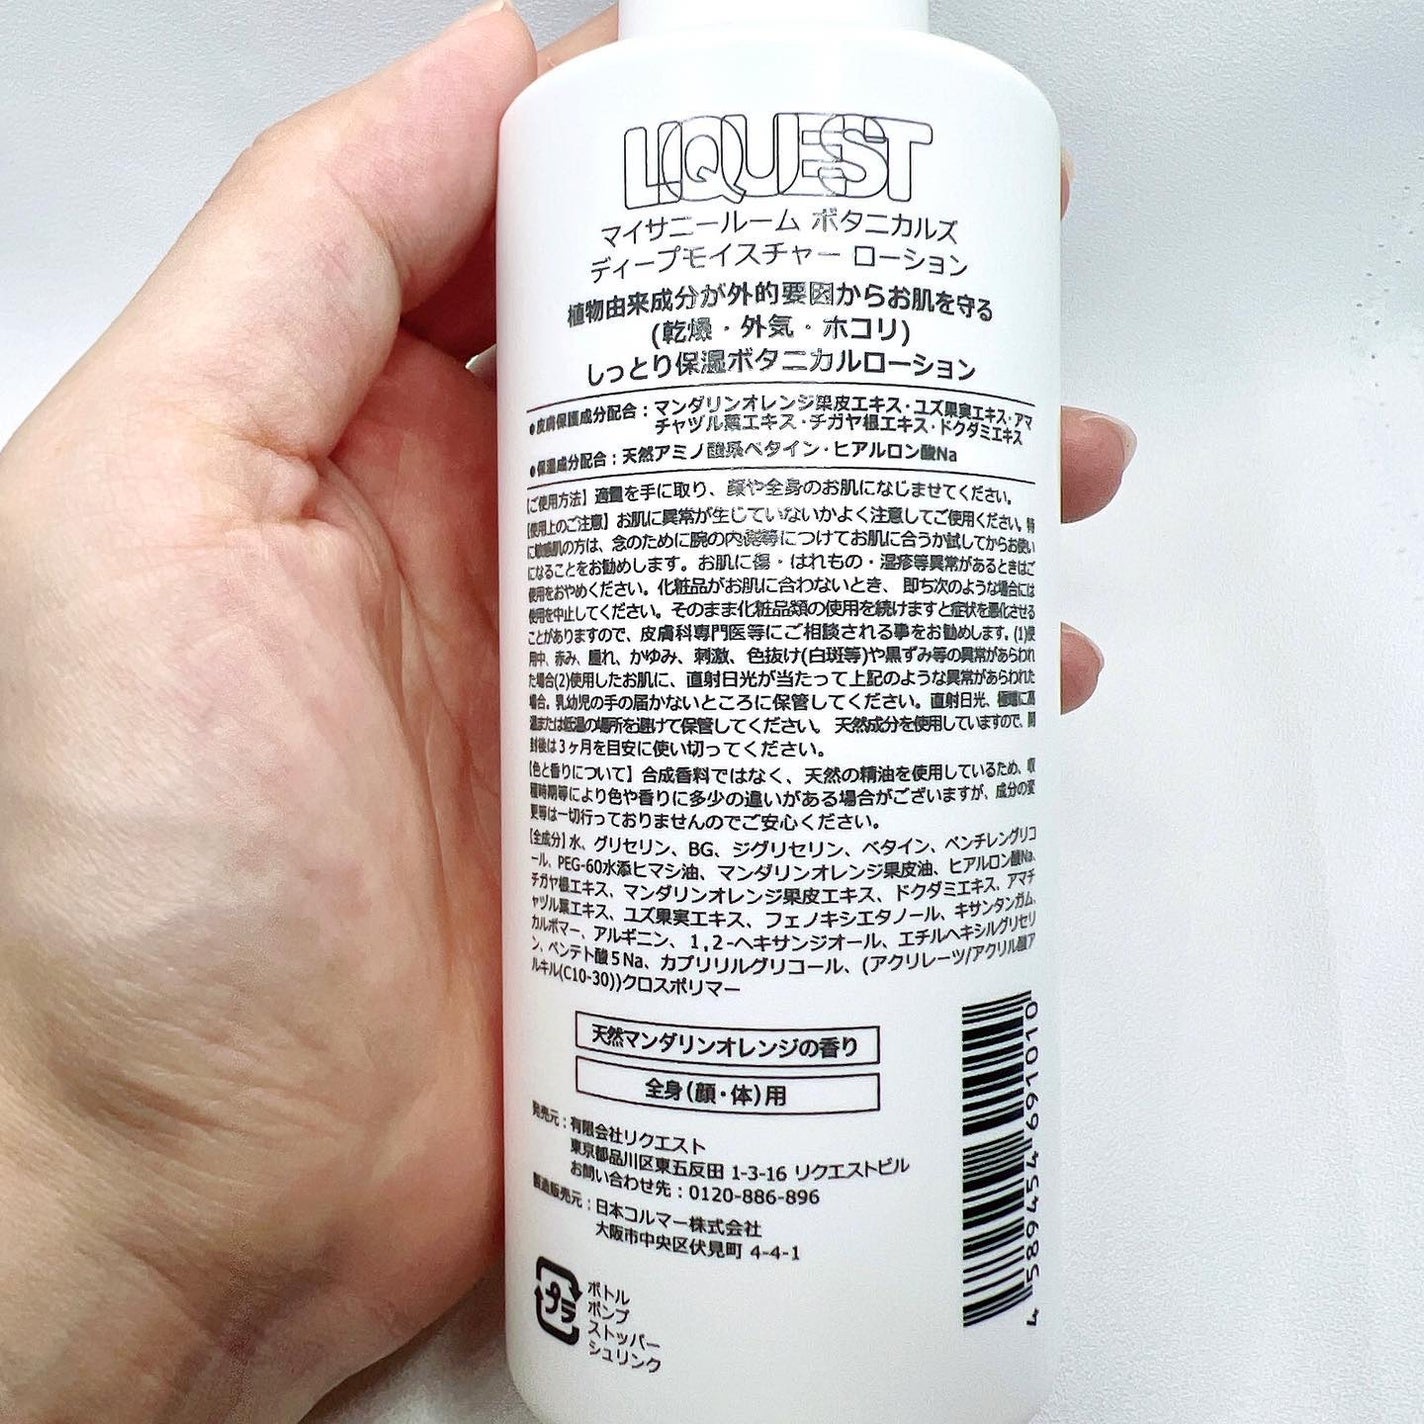 LIQUEST
マイサニールーム ボタニカルズ
ディープモイスチャー ローション
植物由来成分が外的要因からお肌を守る
(乾燥・外気・ホコリ)
しっとり保湿ボタニカルローション
●皮膚保護成分配合：マンダリンオレンジ果皮エキス・ユズ果実エキス・アマ
チャヅル葉エキス・チガヤ根エキス・ドクダミエキス
●保湿成分配合：天然アミノ酸系ベタイン・ヒアルロン酸Na
【ご使用方法】適量を手に取り、顔や全身のお肌になじませてください。
【使用上のご注意】お肌に異常が生じていないかよく注意してご使用ください。特
に敏感肌の方は、念のために腕の内側等につけてお肌に合うか試してからお使い
になることをお勧めします。お肌に傷・はれもの・湿疹等異常があるときはご
使用をおやめください。化粧品がお肌に合わないとき、即ち次のような場合には
使用を中止してください。そのまま化粧品類の使用を続けますと症状を悪化させる
ことがありますので、皮膚科専門医等にご相談される事をお勧めします。(1)使
用中、赤み、腫れ、かゆみ、刺激、色抜け(白斑等)や黒ずみ等の異常があらわれ
た場合(2)使用したお肌に、直射日光が当たって上記のような異常があらわれた
場合。乳幼児の手の届かないところに保管してください。直射日光、極端に高
温または低温の場所を避けて保管してください。天然成分を使用していますので、開
封後は3ヶ月を目安に使い切ってください。
【色と香りについて】合成香料ではなく、天然の精油を使用しているため、収
穫時期等により色や香りに多少の違いがある場合がございますが、成分の変
更等は一切行っておりませんのでご安心ください。
【全成分】水、グリセリン、BG、ジグリセリン、ベタイン、ペンチレングリコ
ール、PEG-60水添ヒマシ油、マンダリンオレンジ果皮油、ヒアルロン酸Na、
チガヤ根エキス、マンダリンオレンジ果皮エキス、ドクダミエキス、アマチ
ャヅル葉エキス、ユズ果実エキス、フェノキシエタノール、キサンタンガム、
カルボマー、アルギニン、1,2-ヘキサンジオール、エチルヘキシルグリセリ
ン、ペンテト酸5Na、カプリリルグリコール、(アクリレーツ/アクリル酸ア
ルキル(C10-30))クロスポリマー
天然マンダリンオレンジの香り
全身(顔・体)用
発売元：有限会社リクエスト
東京都品川区東五反田 1-3-16 リクエストビル
お問い合わせ先：0120-886-896
製造販売元：日本コルマー株式会社
大阪市中央区伏見町 4-4-1
プラ
ボトル
ポンプ
ストッパー
シュリンク
4 589454 691010